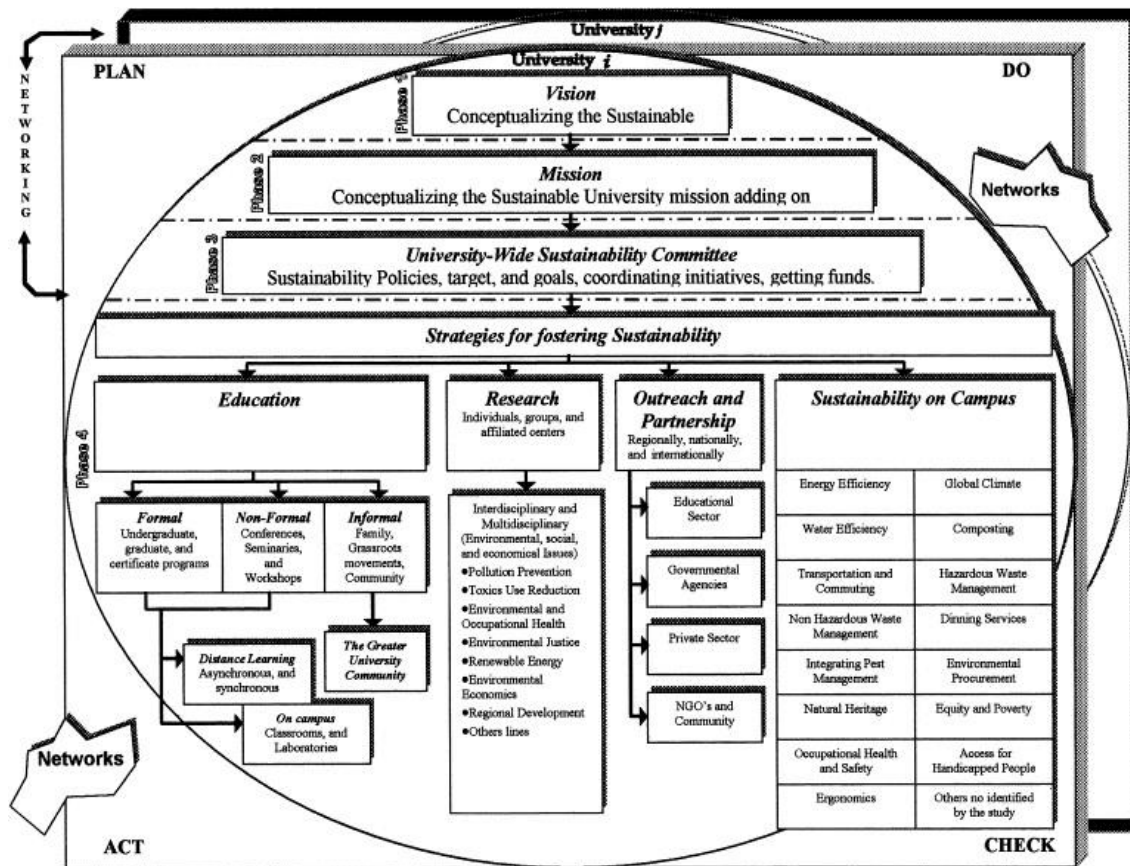 University j
University i
PLAN
DO
NETWORKING
Phase 1
Vision
Conceptualizing the Sustainable
Phase 2
Mission
Conceptualizing the Sustainable University mission adding on
Networks
Phase 3
University-Wide Sustainability Committee
Sustainability Policies, target, and goals, coordinating initiatives, getting funds.
Strategies for fostering Sustainability
Phase 4
Education
Research
Individuals, groups, and
affiliated centers
Outreach and
Partnership
Regionally, nationally,
and internationally
Sustainability on Campus
Formal
Undergraduate,
graduate, and
certificate programs
Non-Formal
Conferences,
Seminaries,
and
Workshops
Informal
Family,
Grassroots
movements,
Community
Distance Learning
Asynchronous, and
synchronous
On campus
Classrooms, and
Laboratories
The Greater
University
Community
Interdisciplinary and
Multidisciplinary
(Environmental, social,
and economical Issues)
●Pollution Prevention
●Toxics Use Reduction
●Environmental and
Occupational Health
●Environmental Justice
●Renewable Energy
●Environmental
Economics
●Regional Development
●Others lines
Educational
Sector
Governmental
Agencies
Private Sector
NGO's and
Community
Energy Efficiency
Global Climate
Water Efficiency
Composting
Transportation and
Commuting
Hazardous Waste
Management
Non Hazardous Waste
Management
Dinning Services
Integrating Pest
Management
Environmental
Procurement
Natural Heritage
Equity and Poverty
Occupational Health
and Safety
Access for
Handicapped People
Ergonomics
Others no identified
by the study
Networks
ACT
CHECK